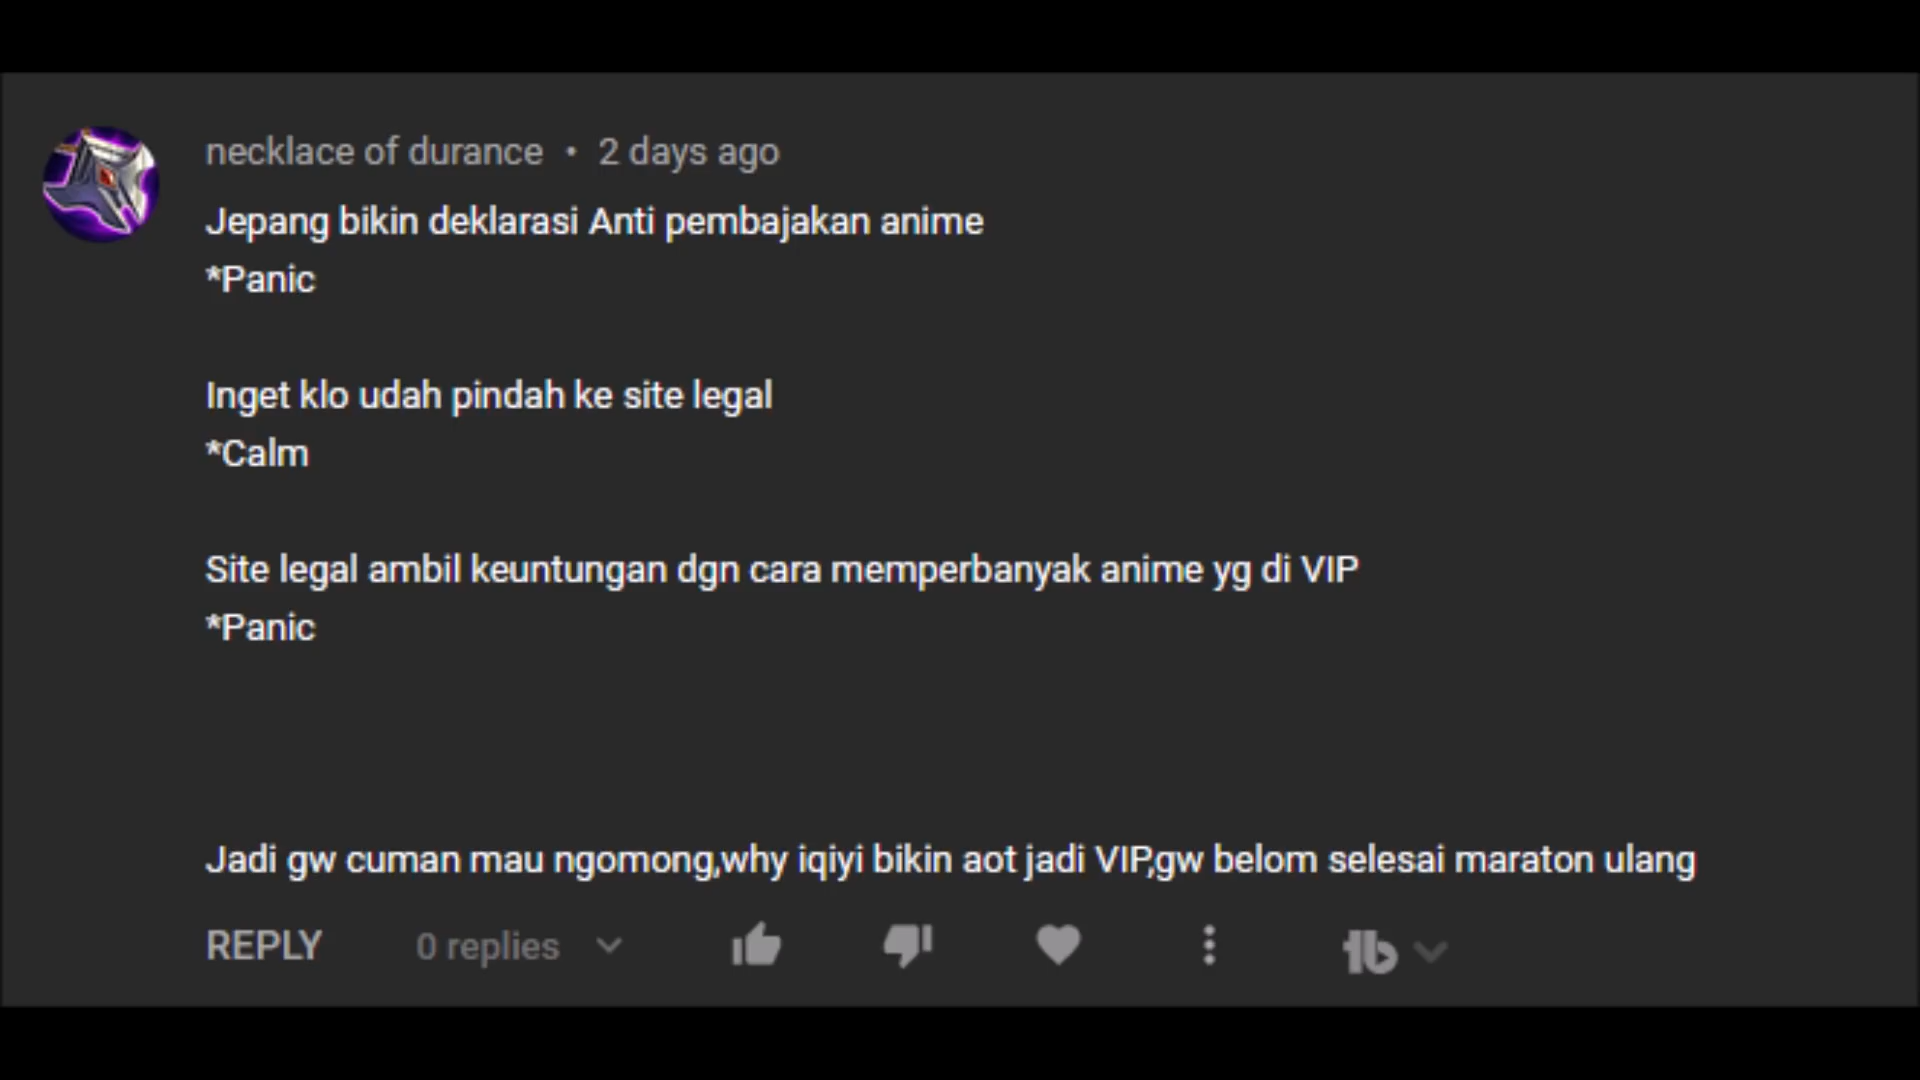 necklace of durance • 2 days ago
Jepang bikin deklarasi Anti pembajakan anime
*Panic
Inget klo udah pindah ke site legal
*Calm
Site legal ambil keuntungan dgn cara memperbanyak anime yg di VIP
*Panic
Jadi gw cuman mau ngomong,why iqiyi bikin aot jadi VIP,gw belom selesai maraton ulang
REPLY 0 replies